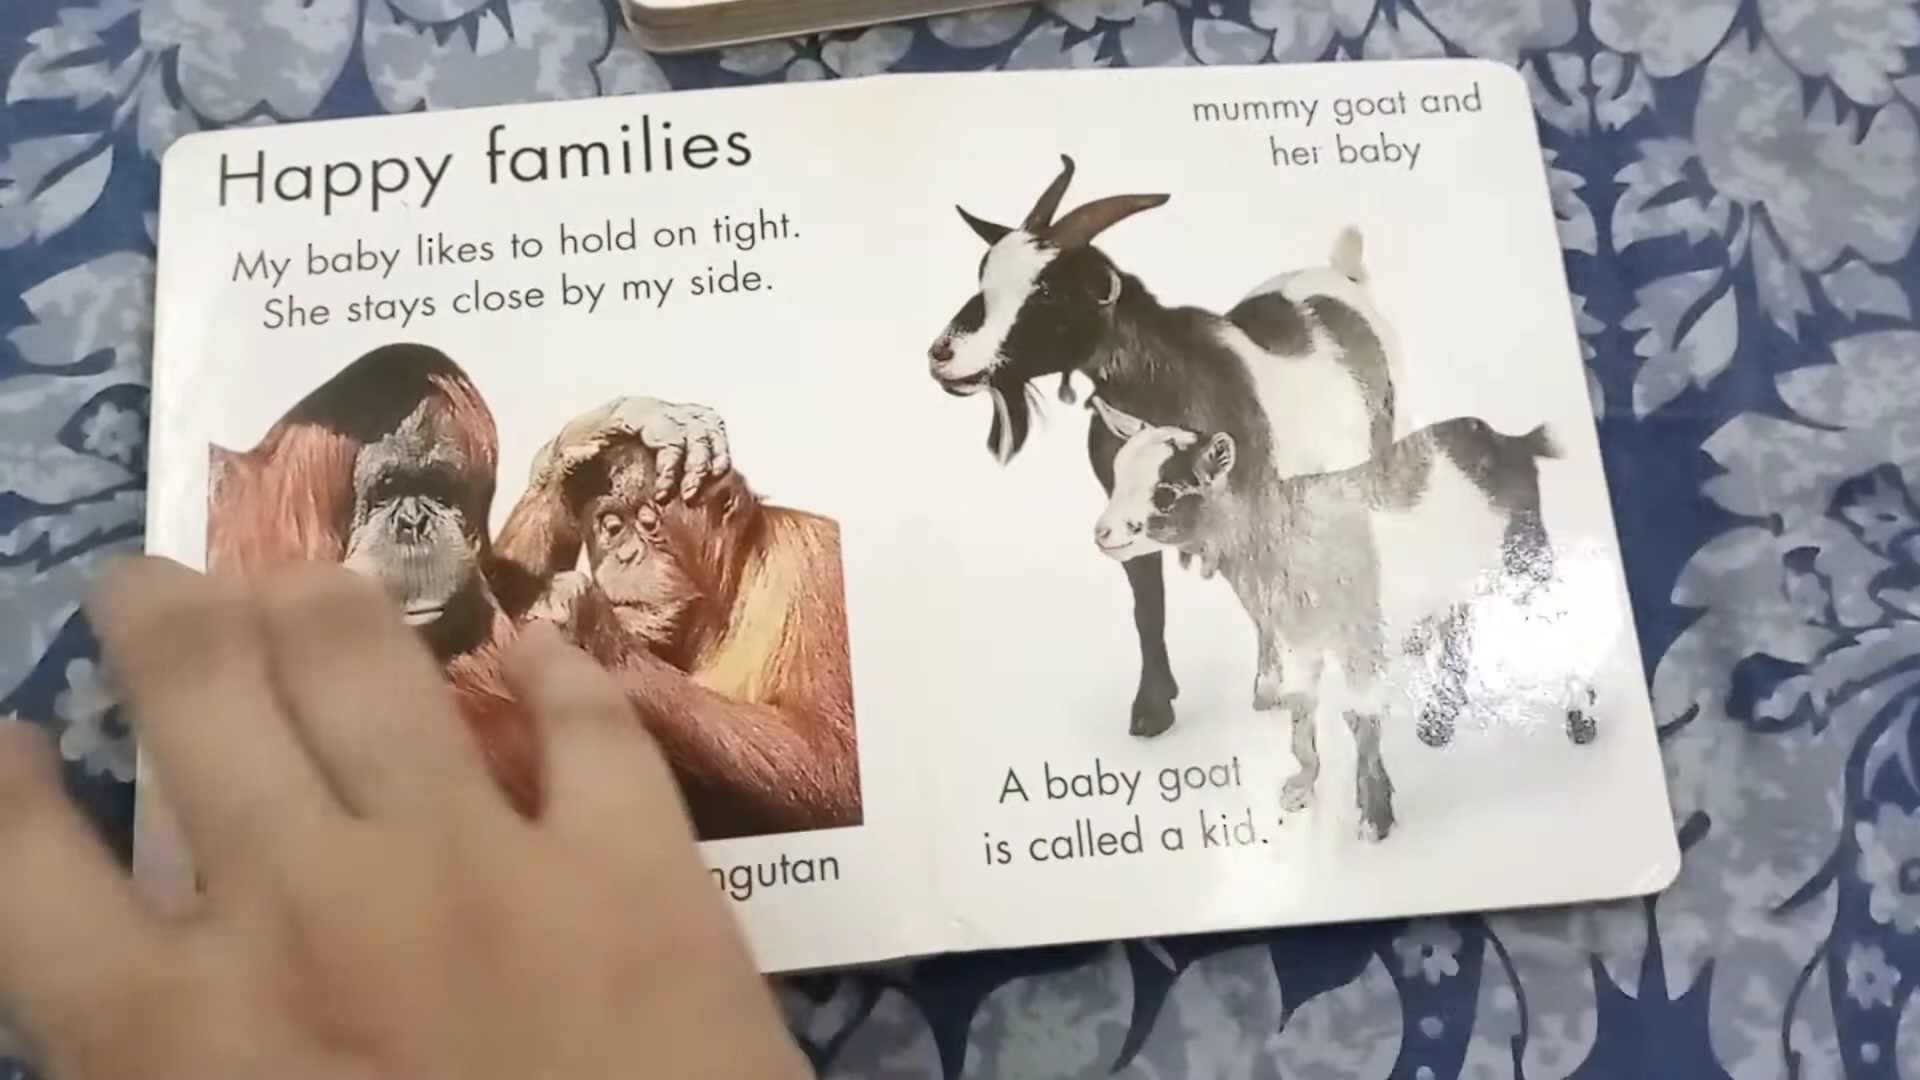 Happy families
My baby likes to hold on tight.
She stays close by my side.
mummy goat and
her baby
A baby goat
is called a kid.